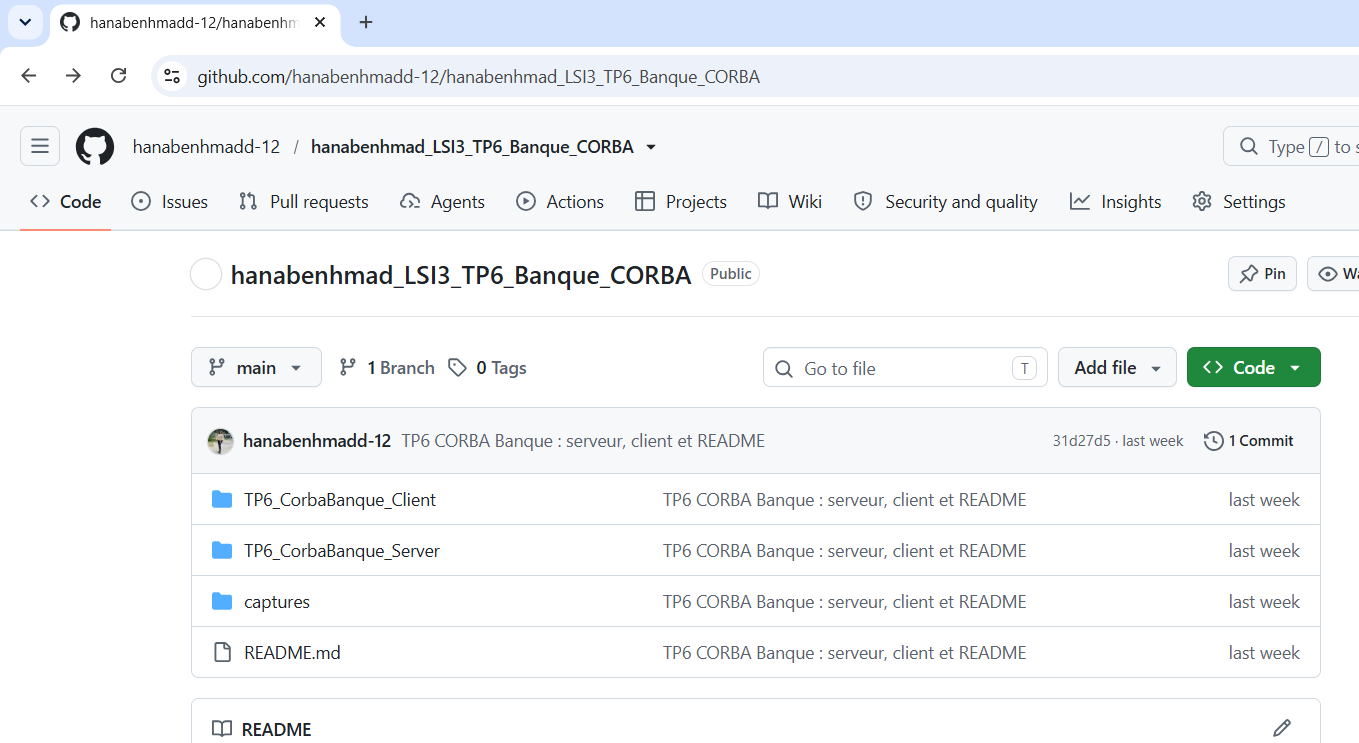 hanabenhmadd-12/hanabenhm
github.com/hanabenhmadd-12/hanabenhmad_LSI3_TP6_Banque_CORBA
hanabenhmadd-12 / hanabenhmad_LSI3_TP6_Banque_CORBA
Type / to s
Code Issues Pull requests Agents Actions Projects Wiki Security and quality Insights Settings
hanabenhmad_LSI3_TP6_Banque_CORBA Public Pin Wa
main 1 Branch 0 Tags Go to file T Add file Code
hanabenhmadd-12 TP6 CORBA Banque : serveur, client et README 31d27d5 · last week 1 Commit
TP6_CorbaBanque_Client TP6 CORBA Banque : serveur, client et README last week
TP6_CorbaBanque_Server TP6 CORBA Banque : serveur, client et README last week
captures TP6 CORBA Banque : serveur, client et README last week
README.md TP6 CORBA Banque : serveur, client et README last week
README